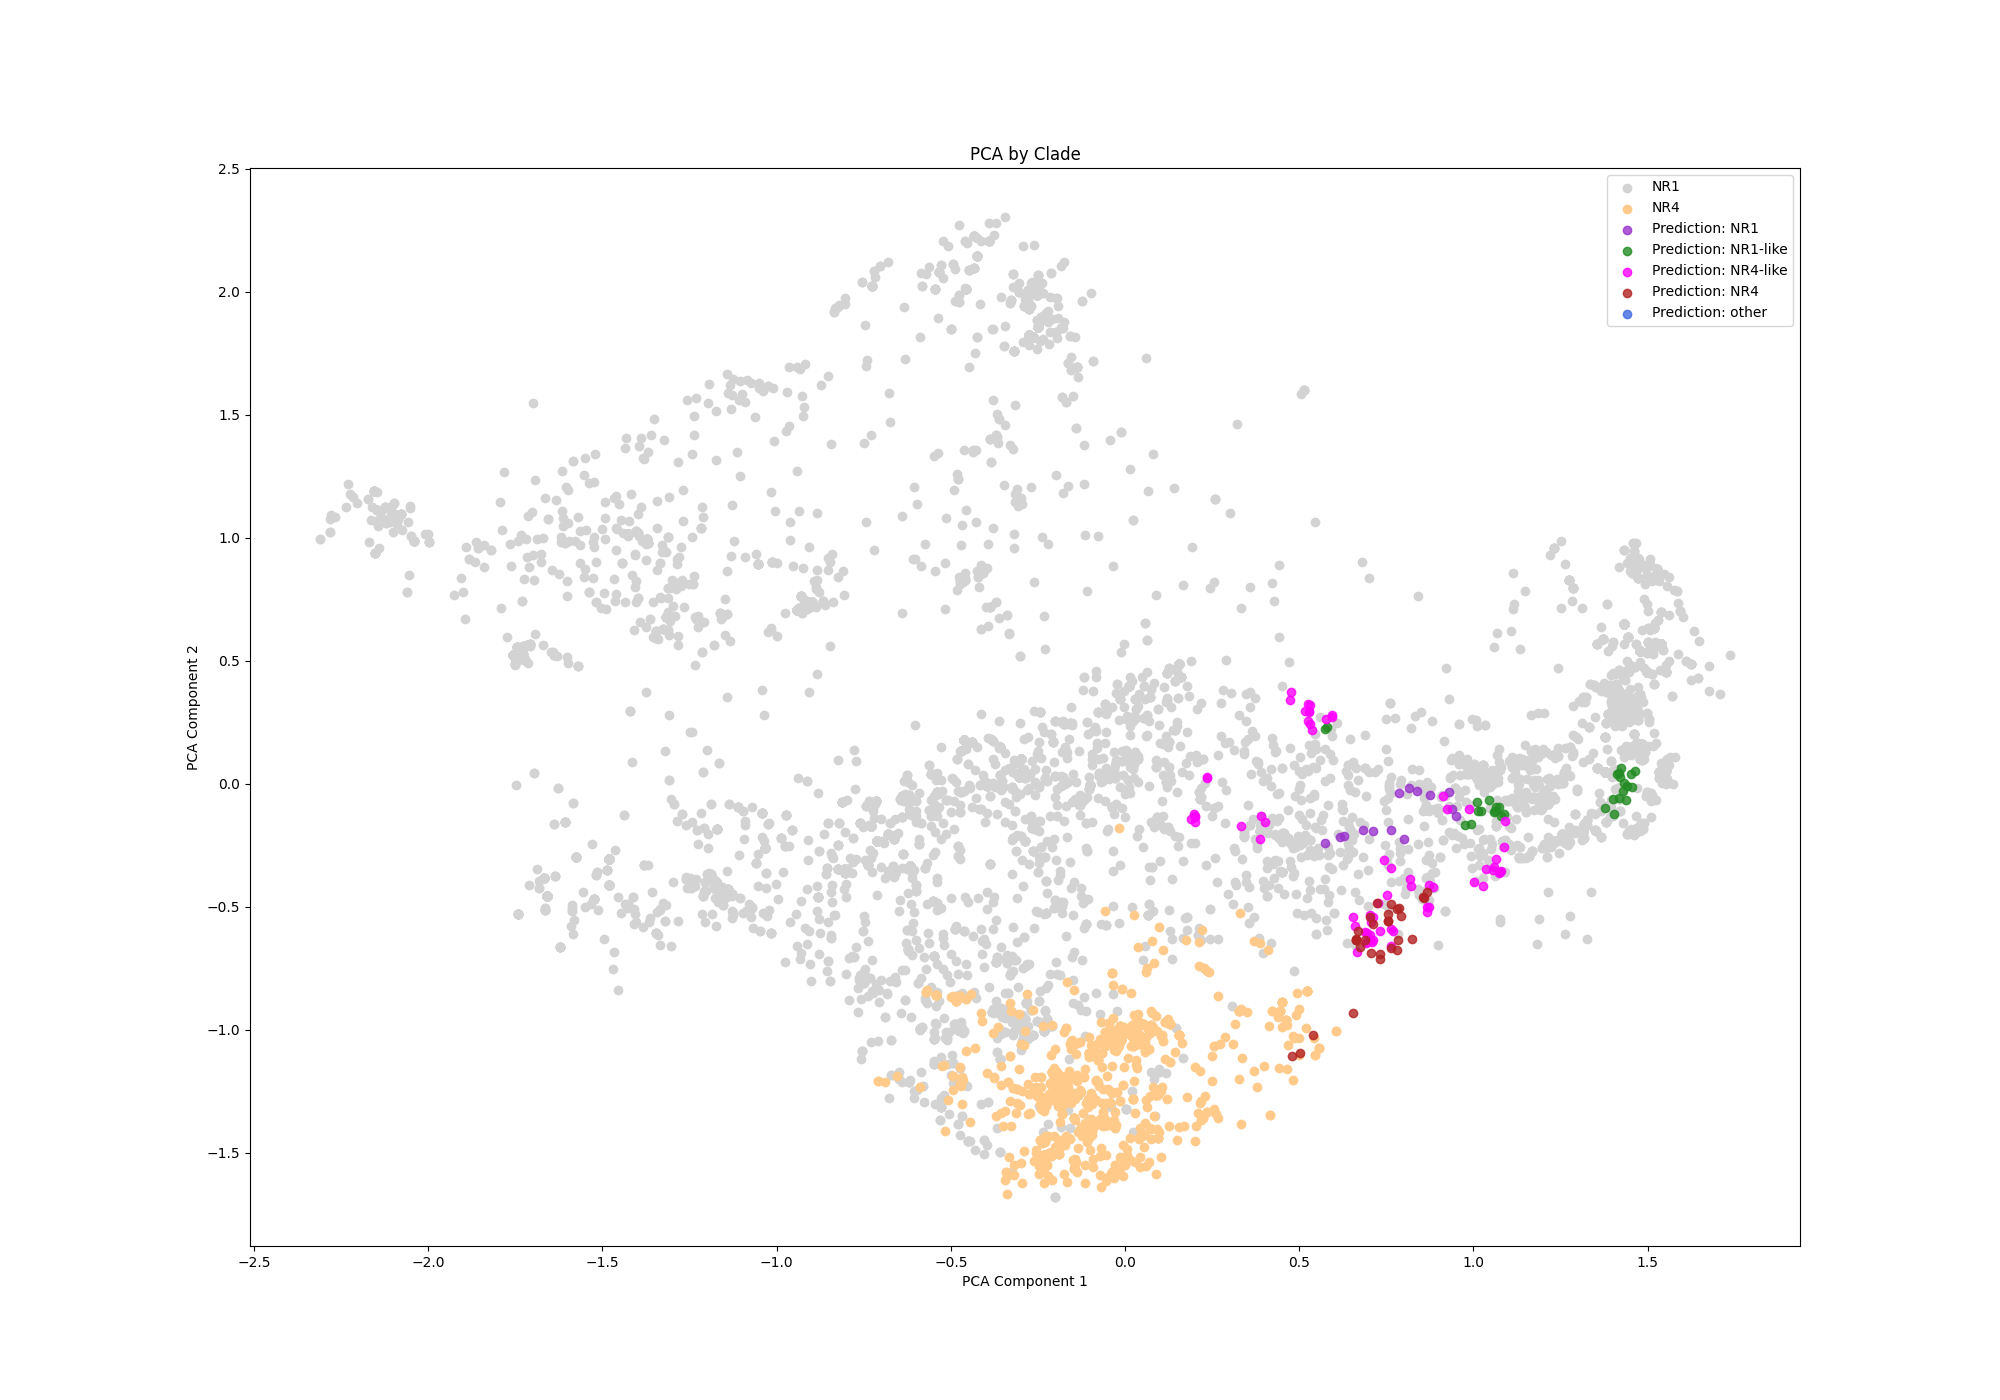 PCA by Clade
NR1
NR4
Prediction: NR1
Prediction: NR1-like
Prediction: NR4-like
Prediction: NR4
Prediction: other
PCA Component 2
2.5
2.0
1.5
1.0
0.5
0.0
−0.5
−1.0
−1.5
−2.5
−2.0
−1.5
−1.0
−0.5
0.0
0.5
1.0
1.5
PCA Component 1